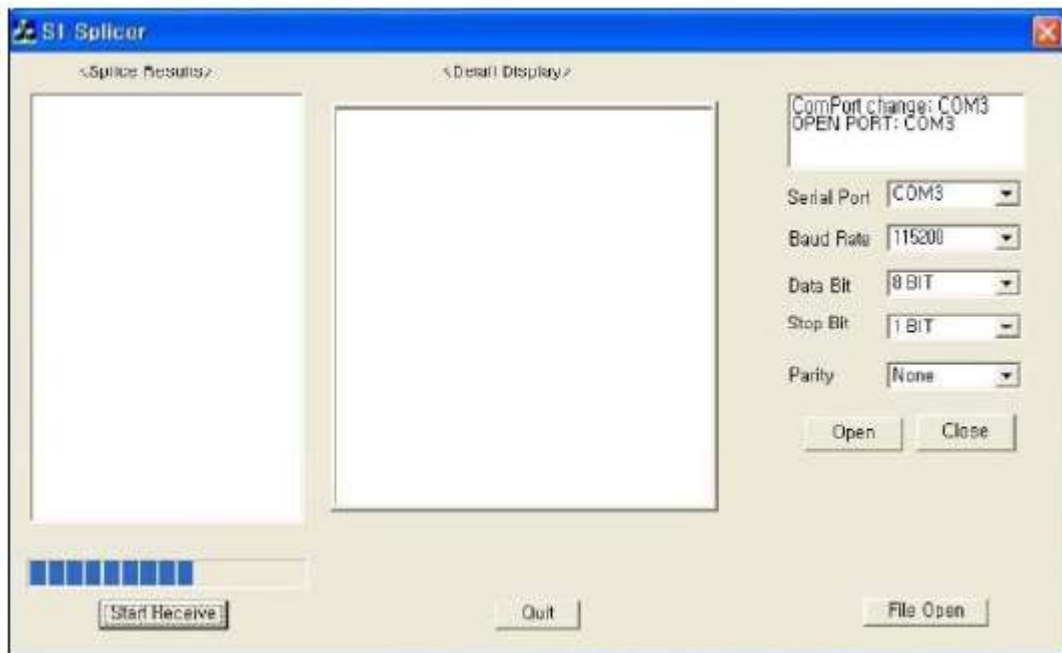 S1 Splicer
<Splice Results>
<Detail Display>
ComPort change: COM3
OPEN PORT: COM3
Serial Port COM3
Baud Rate 115200
Data Bit 8 BIT
Stop Bit 1 BIT
Parity None
Open Close
Start Receive Quit File Open